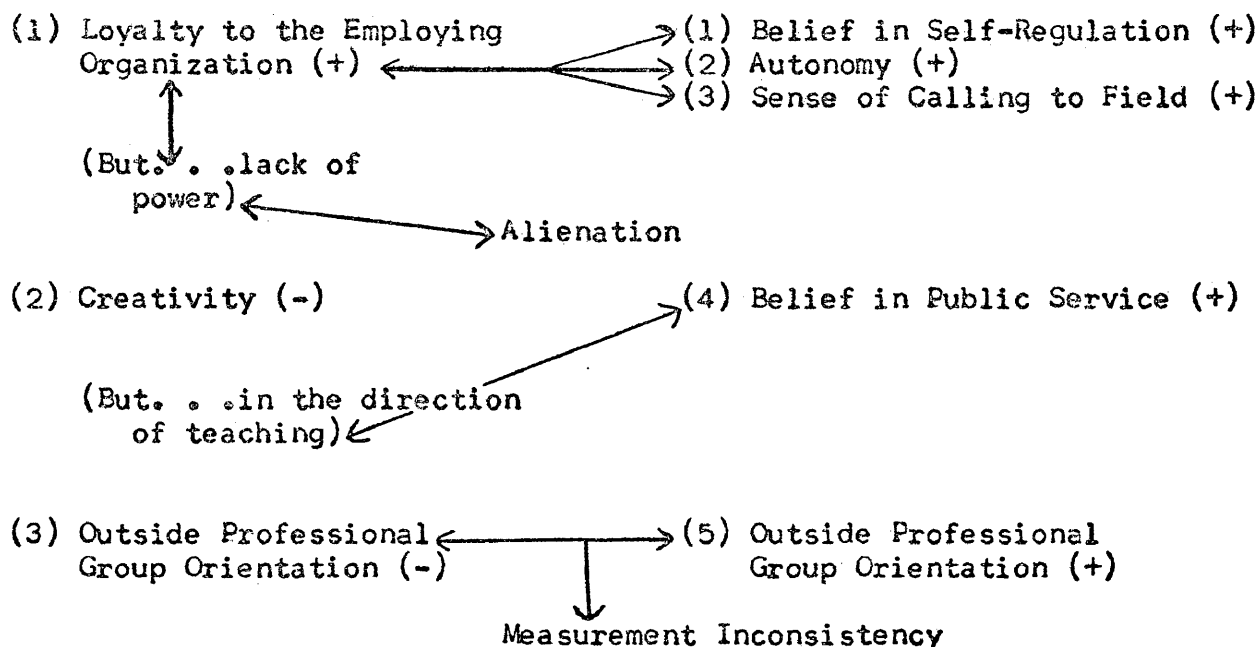 (1) Loyalty to the Employing
Organization (+)
(1) Belief in Self-Regulation (+)
(2) Autonomy (+)
(3) Sense of Calling to Field (+)
(But. . .lack of
power)
Alienation
(2) Creativity (-)
(4) Belief in Public Service (+)
(But. . .in the direction
of teaching)
(3) Outside Professional
Group Orientation (-)
(5) Outside Professional
Group Orientation (+)
Measurement Inconsistency